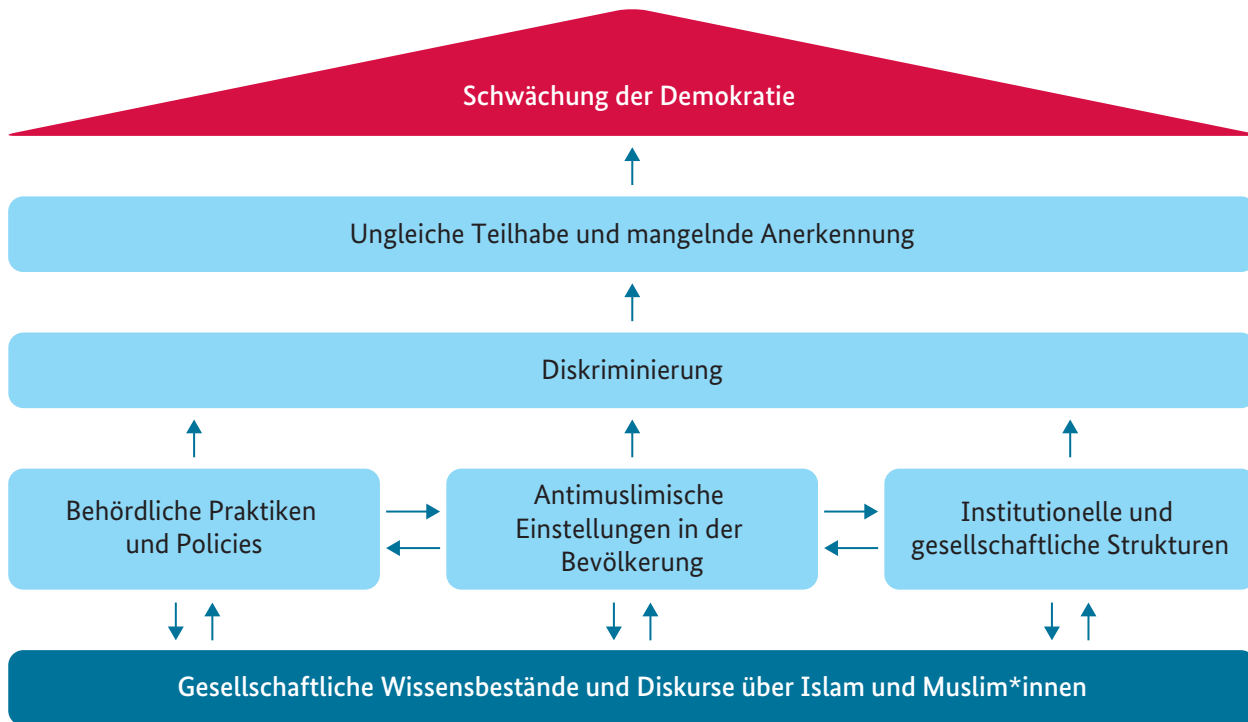 Schwächung der Demokratie
Ungleiche Teilhabe und mangelnde Anerkennung
Diskriminierung
Behördliche Praktiken
und Policies
Antimuslimische
Einstellungen in der
Bevölkerung
Institutionelle und
gesellschaftliche Strukturen
Gesellschaftliche Wissensbestände und Diskurse über Islam und Muslim*innen